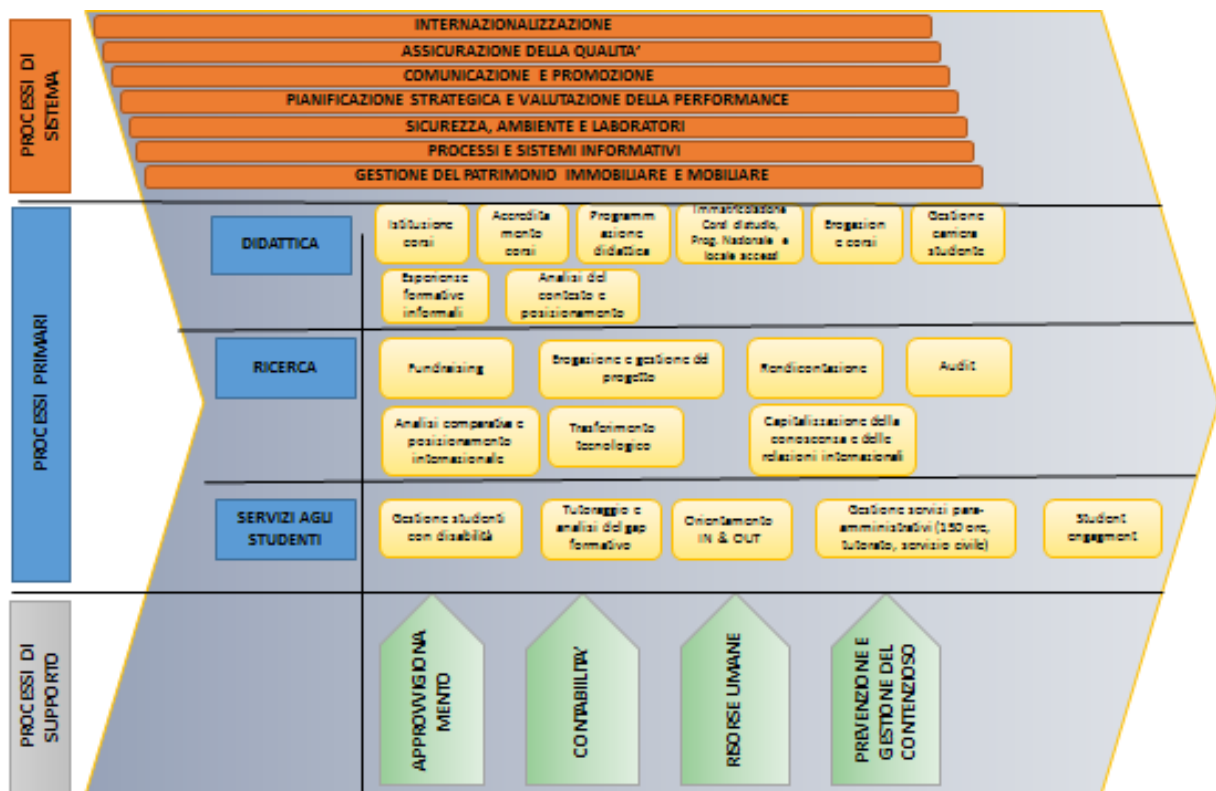 PROCESSI DI
SISTEMA
INTERNAZIONALIZZAZIONE
ASSICURAZIONE DELLA QUALITA'
COMUNICAZIONE E PROMOZIONE
PIANIFICAZIONE STRATEGICA E VALUTAZIONE DELLA PERFORMANCE
SICUREZZA, AMBIENTE E LABORATORI
PROCESSI E SISTEMI INFORMATIVI
GESTIONE DEL PATRIMONIO IMMOBILIARE E MOBILIARE
PROCESSI PRIMARI
DIDATTICA
Istituzione
corsi
Accredita
mento
corsi
Programm
azione
didattica
Immatricolazione
Corsi di studio,
Prog. Nazionale e
locale accessi
Erogazion
e corsi
Gestione
carriera
studente
Esperienze
formative
informali
Analisi del
contesto e
posizionamento
RICERCA
Fundraising
Erogazione e gestione del
progetto
Rendicontazione
Audit
Analisi comparativa e
posizionamento
internazionale
Trasferimento
tecnologico
Capitalizzazione della
conoscenza e delle
relazioni internazionali
SERVIZI AGLI
STUDENTI
Gestione studenti
con disabilità
Tutoraggio e
analisi del gap
formativo
Orientamento
IN & OUT
Gestione servizi para-
amministrativi (150 ore,
tutorato, servizio civile)
Student
engagment
PROCESSI DI
SUPPORTO
APPROVVIGIONA
MENTO
CONTABILITA'
RISORSE UMANE
PREVENZIONE E
GESTIONE DEL
CONTENZIOSO